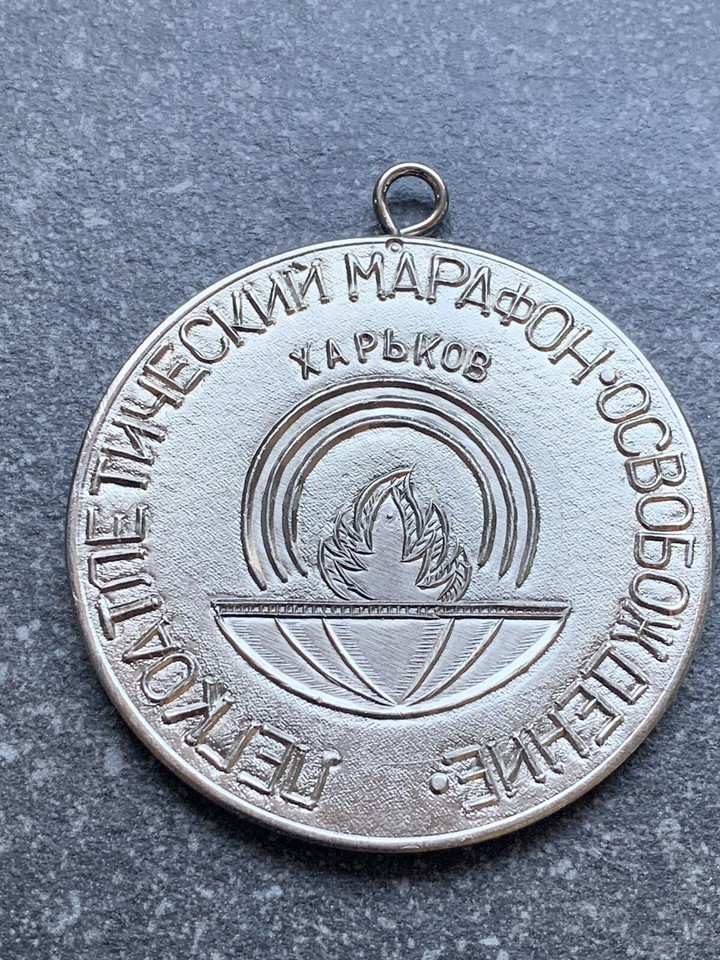 ЛЕГКОАТЛЕТИЧЕСКИЙ МАРАФОН·ОСВОБОЖДЕНИЕ·
ХАРЬКОВ